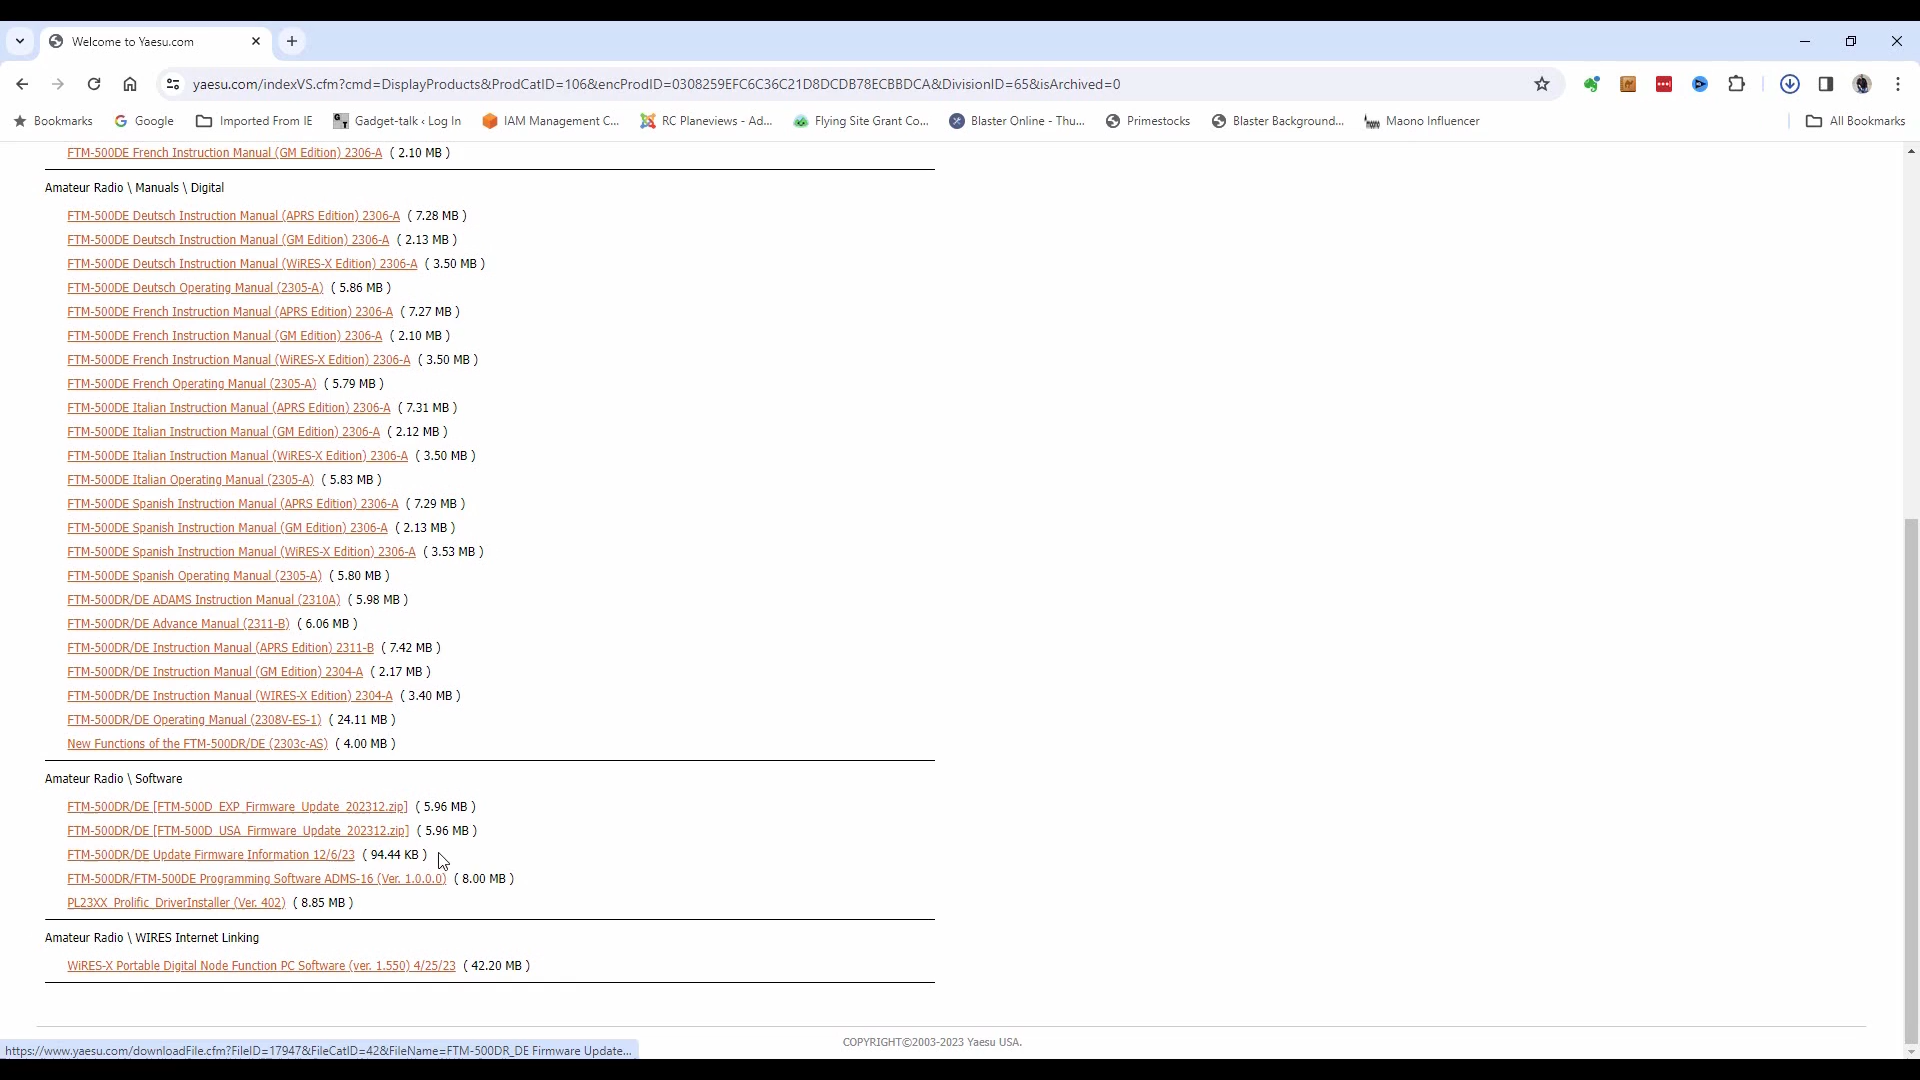 Welcome to Yaesu.com
yaesu.com/indexVS.cfm?cmd=DisplayProducts&ProdCatID=106&encProdID=0308259EFC6C36C21D8DCDB78ECBBDCA&DivisionID=65&isArchived=0
Bookmarks Google Imported From IE Gadget-talk ‹ Log In IAM Management C... RC Planeviews - Ad... Flying Site Grant Co... Blaster Online - Thu... Primestocks Blaster Background... Maono Influencer All Bookmarks
FTM-500DE French Instruction Manual (GM Edition) 2306-A ( 2.10 MB )
Amateur Radio \ Manuals \ Digital
FTM-500DE Deutsch Instruction Manual (APRS Edition) 2306-A ( 7.28 MB )
FTM-500DE Deutsch Instruction Manual (GM Edition) 2306-A ( 2.13 MB )
FTM-500DE Deutsch Instruction Manual (WiRES-X Edition) 2306-A ( 3.50 MB )
FTM-500DE Deutsch Operating Manual (2305-A) ( 5.86 MB )
FTM-500DE French Instruction Manual (APRS Edition) 2306-A ( 7.27 MB )
FTM-500DE French Instruction Manual (GM Edition) 2306-A ( 2.10 MB )
FTM-500DE French Instruction Manual (WiRES-X Edition) 2306-A ( 3.50 MB )
FTM-500DE French Operating Manual (2305-A) ( 5.79 MB )
FTM-500DE Italian Instruction Manual (APRS Edition) 2306-A ( 7.31 MB )
FTM-500DE Italian Instruction Manual (GM Edition) 2306-A ( 2.12 MB )
FTM-500DE Italian Instruction Manual (WiRES-X Edition) 2306-A ( 3.50 MB )
FTM-500DE Italian Operating Manual (2305-A) ( 5.83 MB )
FTM-500DE Spanish Instruction Manual (APRS Edition) 2306-A ( 7.29 MB )
FTM-500DE Spanish Instruction Manual (GM Edition) 2306-A ( 2.13 MB )
FTM-500DE Spanish Instruction Manual (WiRES-X Edition) 2306-A ( 3.53 MB )
FTM-500DE Spanish Operating Manual (2305-A) ( 5.80 MB )
FTM-500DR/DE ADAMS Instruction Manual (2310A) ( 5.98 MB )
FTM-500DR/DE Advance Manual (2311-B) ( 6.06 MB )
FTM-500DR/DE Instruction Manual (APRS Edition) 2311-B ( 7.42 MB )
FTM-500DR/DE Instruction Manual (GM Edition) 2304-A ( 2.17 MB )
FTM-500DR/DE Instruction Manual (WIRES-X Edition) 2304-A ( 3.40 MB )
FTM-500DR/DE Operating Manual (2308V-ES-1) ( 24.11 MB )
New Functions of the FTM-500DR/DE (2303c-AS) ( 4.00 MB )
Amateur Radio \ Software
FTM-500DR/DE [FTM-500D_EXP_Firmware_Update_202312.zip] ( 5.96 MB )
FTM-500DR/DE [FTM-500D_USA_Firmware_Update_202312.zip] ( 5.96 MB )
FTM-500DR/DE Update Firmware Information 12/6/23 ( 94.44 KB )
FTM-500DR/FTM-500DE Programming Software ADMS-16 (Ver. 1.0.0.0) ( 8.00 MB )
PL23XX_Prolific_DriverInstaller (Ver. 402) ( 8.85 MB )
Amateur Radio \ WIRES Internet Linking
WiRES-X Portable Digital Node Function PC Software (ver. 1.550) 4/25/23 ( 42.20 MB )
COPYRIGHT©2003-2023 Yaesu USA.
https://www.yaesu.com/downloadFile.cfm?FileID=17947&FileCatID=42&FileName=FTM-500DR_DE Firmware Update...